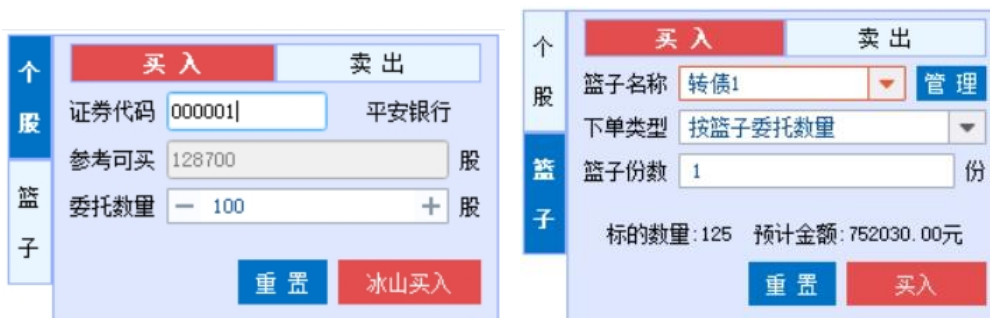 个股
篮子
买入 卖出
证券代码 000001 平安银行
参考可买 128700 股
委托数量 － 100 ＋ 股
重置 冰山买入
个股
篮子
买入 卖出
篮子名称 转债1 管理
下单类型 按篮子委托数量
篮子份数 1 份
标的数量:125 预计金额:752030.00元
重置 买入